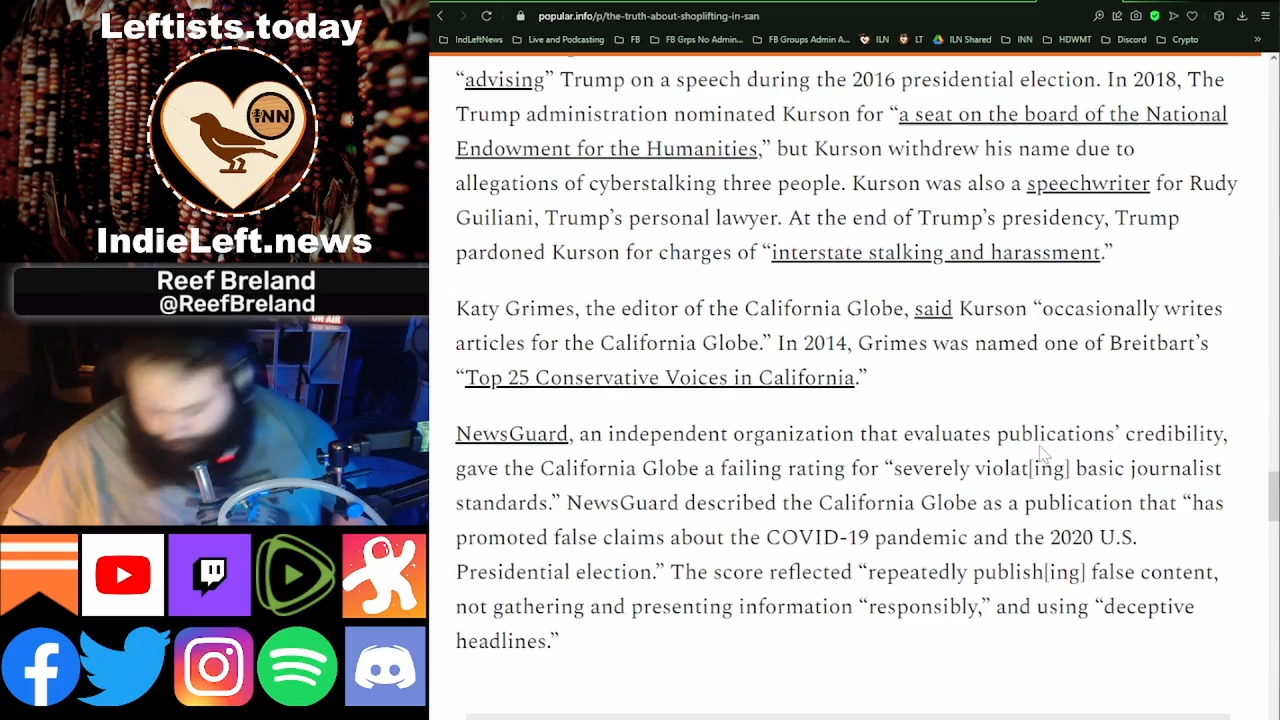 Leftists.today
INN
IndieLeft.news
Reef Breland
@ReefBreland
ON AIR
popular.info/p/the-truth-about-shoplifting-in-san
IndLeftNews
Live and Podcasting
FB
FB Grps No Admin...
FB Groups Admin A...
ILN
ILN Shared
INN
HDWMT
Discord
Crypto
“advising” Trump on a speech during the 2016 presidential election. In 2018, The
Trump administration nominated Kurson for “a seat on the board of the National
Endowment for the Humanities,” but Kurson withdrew his name due to
allegations of cyberstalking three people. Kurson was also a speechwriter for Rudy
Guiliani, Trump’s personal lawyer. At the end of Trump’s presidency, Trump
pardoned Kurson for charges of “interstate stalking and harassment.”
Katy Grimes, the editor of the California Globe, said Kurson “occasionally writes
articles for the California Globe.” In 2014, Grimes was named one of Breitbart’s
“Top 25 Conservative Voices in California.”
NewsGuard, an independent organization that evaluates publications’ credibility,
gave the California Globe a failing rating for “severely violat[ing] basic journalist
standards.” NewsGuard described the California Globe as a publication that “has
promoted false claims about the COVID-19 pandemic and the 2020 U.S.
Presidential election.” The score reflected “repeatedly publish[ing] false content,
not gathering and presenting information “responsibly,” and using “deceptive
headlines.”